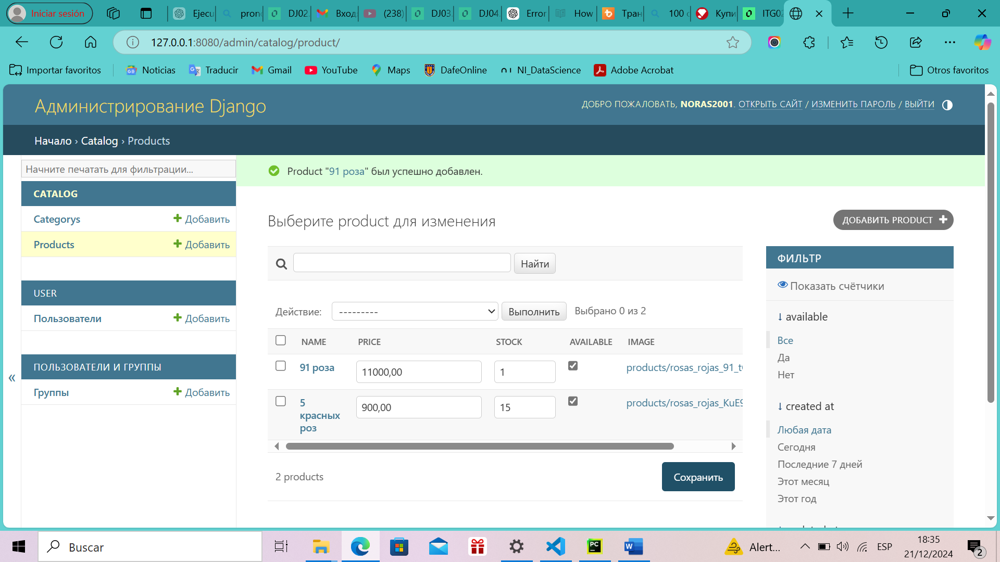 Iniciar sesión
Ejecu
pron
DJ02.
Вход
(238)
DJ03
DJ04.
Error
How
Тран
100
Купи
ITG02
127.0.0.1:8080/admin/catalog/product/
Importar favoritos
Noticias
Traducir
Gmail
YouTube
Maps
DafeOnline
NI_DataScience
Adobe Acrobat
Otros favoritos
Администрирование Django
ДОБРО ПОЖАЛОВАТЬ, NORAS2001. ОТКРЫТЬ САЙТ / ИЗМЕНИТЬ ПАРОЛЬ / ВЫЙТИ
Начало › Catalog › Products
Начните печатать для фильтрации...
CATALOG
Categorys
Добавить
Products
Добавить
USER
Пользователи
Добавить
ПОЛЬЗОВАТЕЛИ И ГРУППЫ
Группы
Добавить
«
Product "91 роза" был успешно добавлен.
Выберите product для изменения
ДОБАВИТЬ PRODUCT
Найти
Действие:
---------
Выполнить
Выбрано 0 из 2
NAME PRICE STOCK AVAILABLE IMAGE
91 роза 11000,00 1 products/rosas_rojas_91_t
5 красных роз 900,00 15 products/rosas_rojas_KuE9
2 products
Сохранить
ФИЛЬТР
Показать счётчики
↓ available
Все
Да
Нет
↓ created at
Любая дата
Сегодня
Последние 7 дней
Этот месяц
Этот год
Buscar
PC
W
Alert...
ESP
18:35
21/12/2024
2